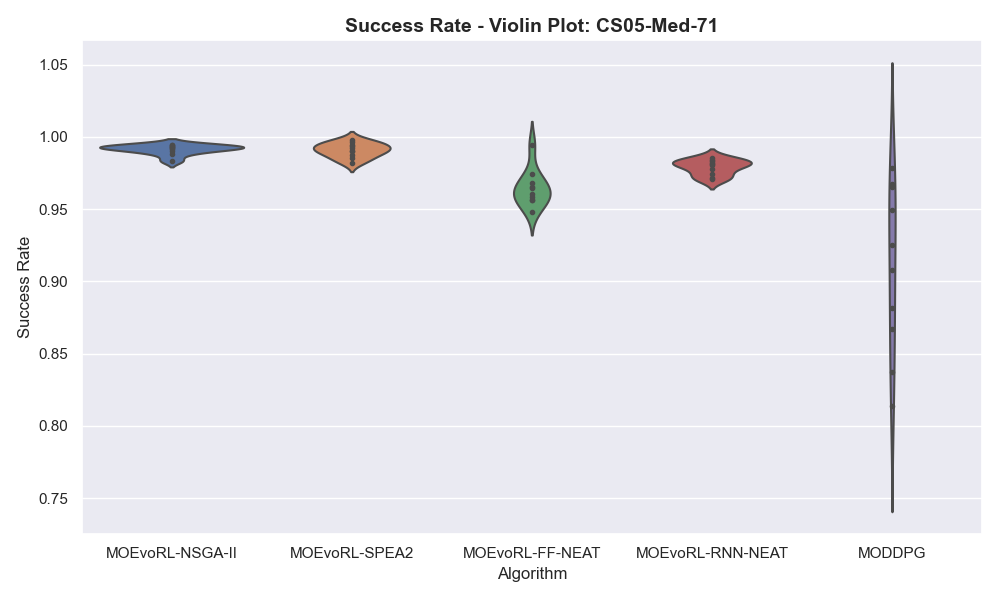 Success Rate - Violin Plot: CS05-Med-71
1.05
1.00
0.95
0.90
0.85
0.80
0.75
Success Rate
MOEvoRL-NSGA-II
MOEvoRL-SPEA2
MOEvoRL-FF-NEAT
MOEvoRL-RNN-NEAT
MODDPG
Algorithm